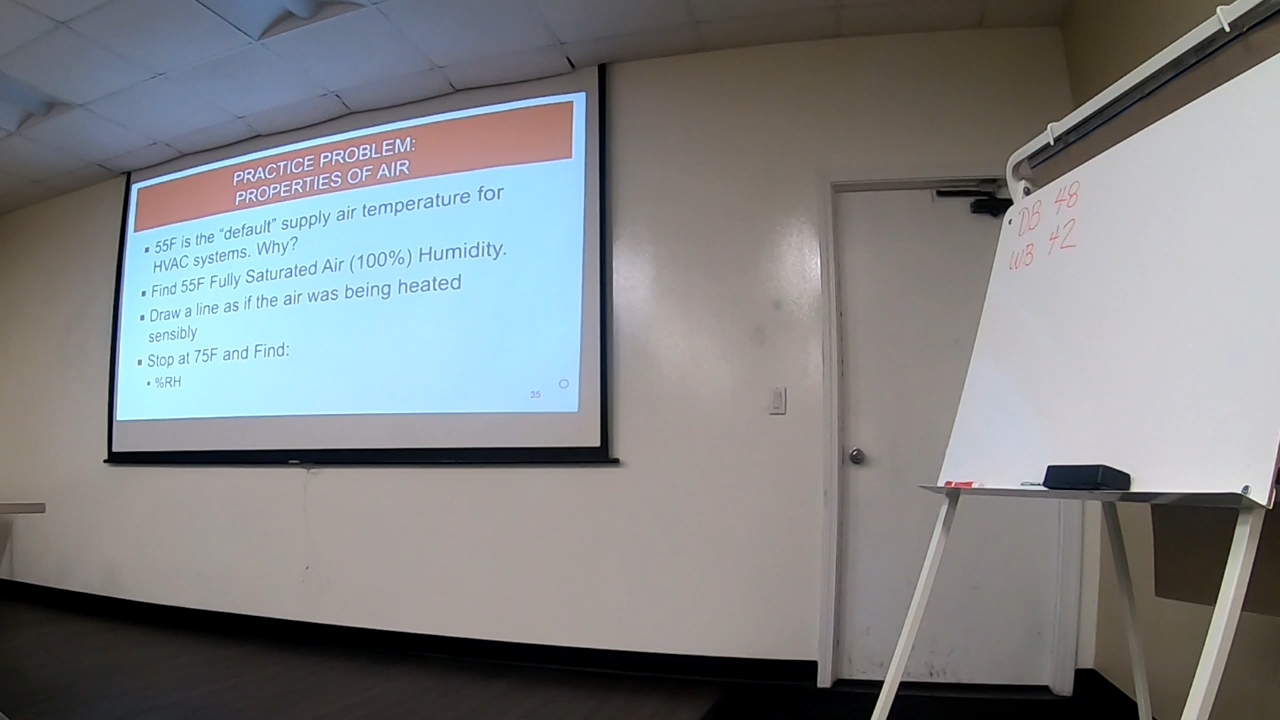 PRACTICE PROBLEM:
PROPERTIES OF AIR
▪ 55F is the “default” supply air temperature for
HVAC systems. Why?
▪ Find 55F Fully Saturated Air (100%) Humidity.
▪ Draw a line as if the air was being heated
sensibly
▪ Stop at 75F and Find:
▪ %RH
35
DB 48
WB 42